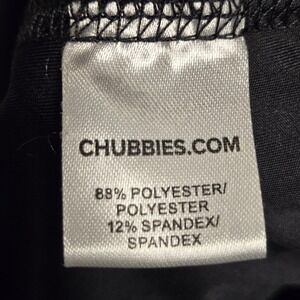 CHUBBIES.COM
88% POLYESTER/
POLYESTER
12% SPANDEX/
SPANDEX